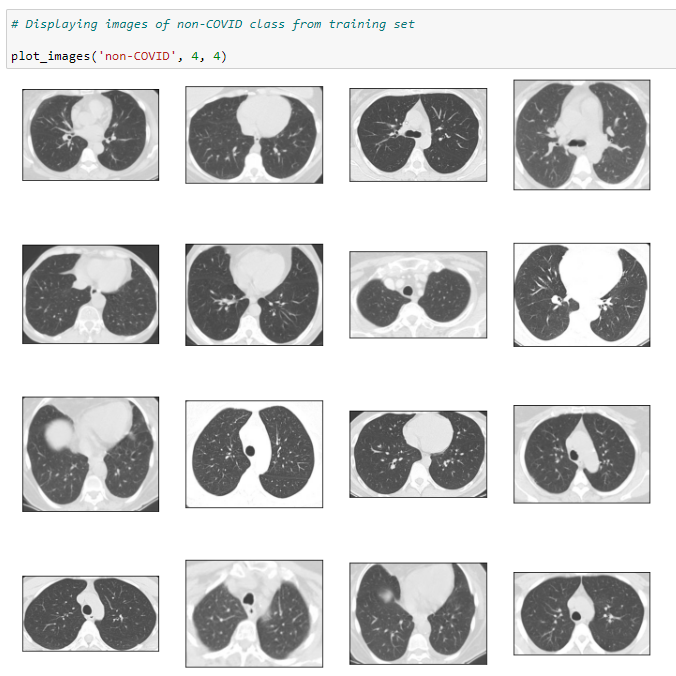 # Displaying images of non-COVID class from training set
plot_images('non-COVID', 4, 4)